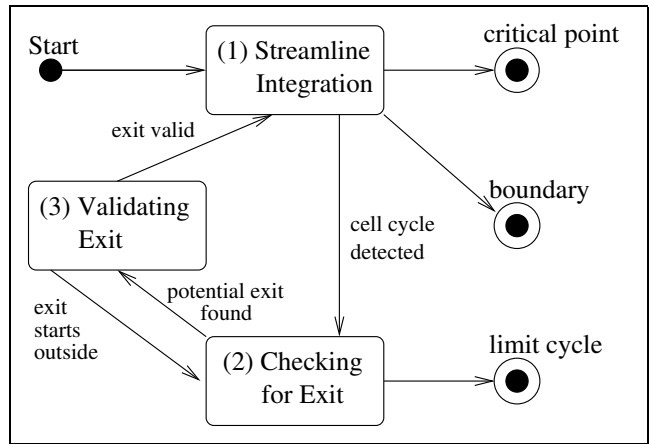 Start
(1) Streamline
Integration
critical point
exit valid
boundary
(3) Validating
Exit
cell cycle
detected
potential exit
found
exit
starts
outside
(2) Checking
for Exit
limit cycle